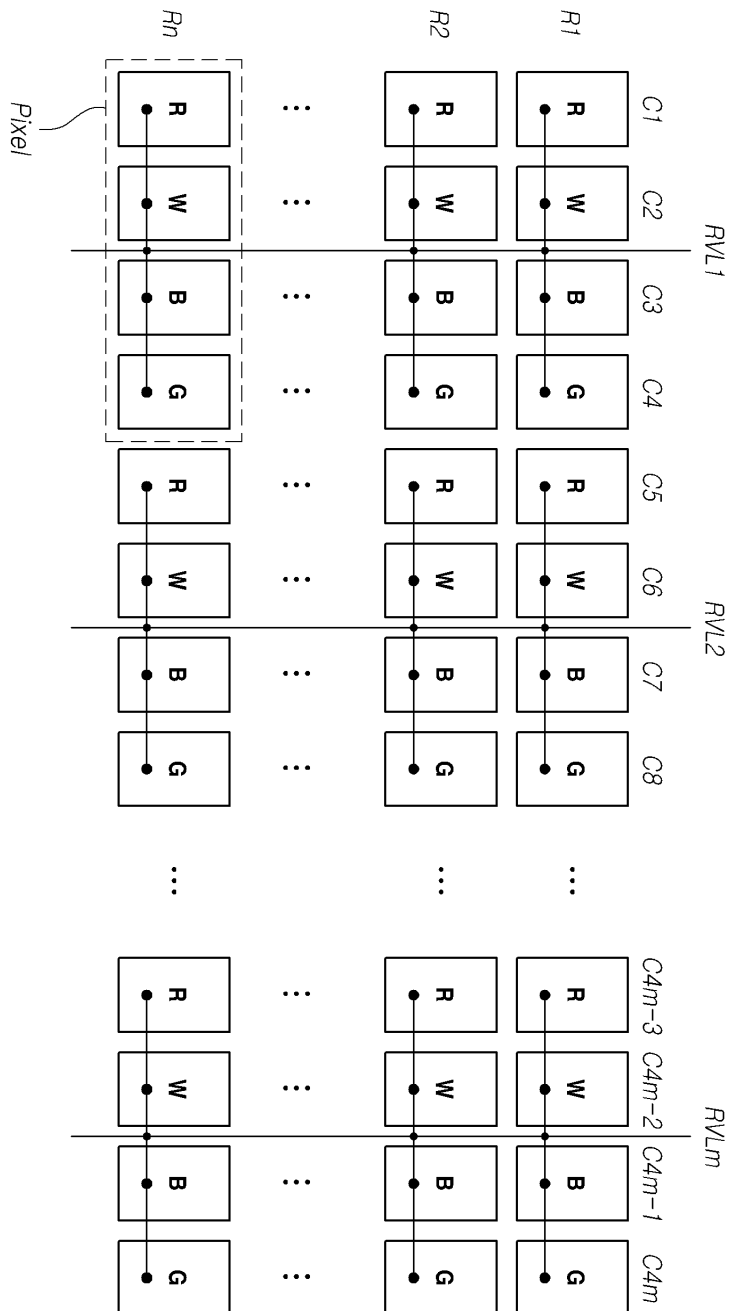 RVL1 RVL2 RVLm
C1 C2 C3 C4 C5 C6 C7 C8 C4m-3 C4m-2 C4m-1 C4m
R1 R W B G R W B G ... R W B G
R2 R W B G R W B G ... R W B G
Rn R W B G R W B G ... R W B G
Pixel